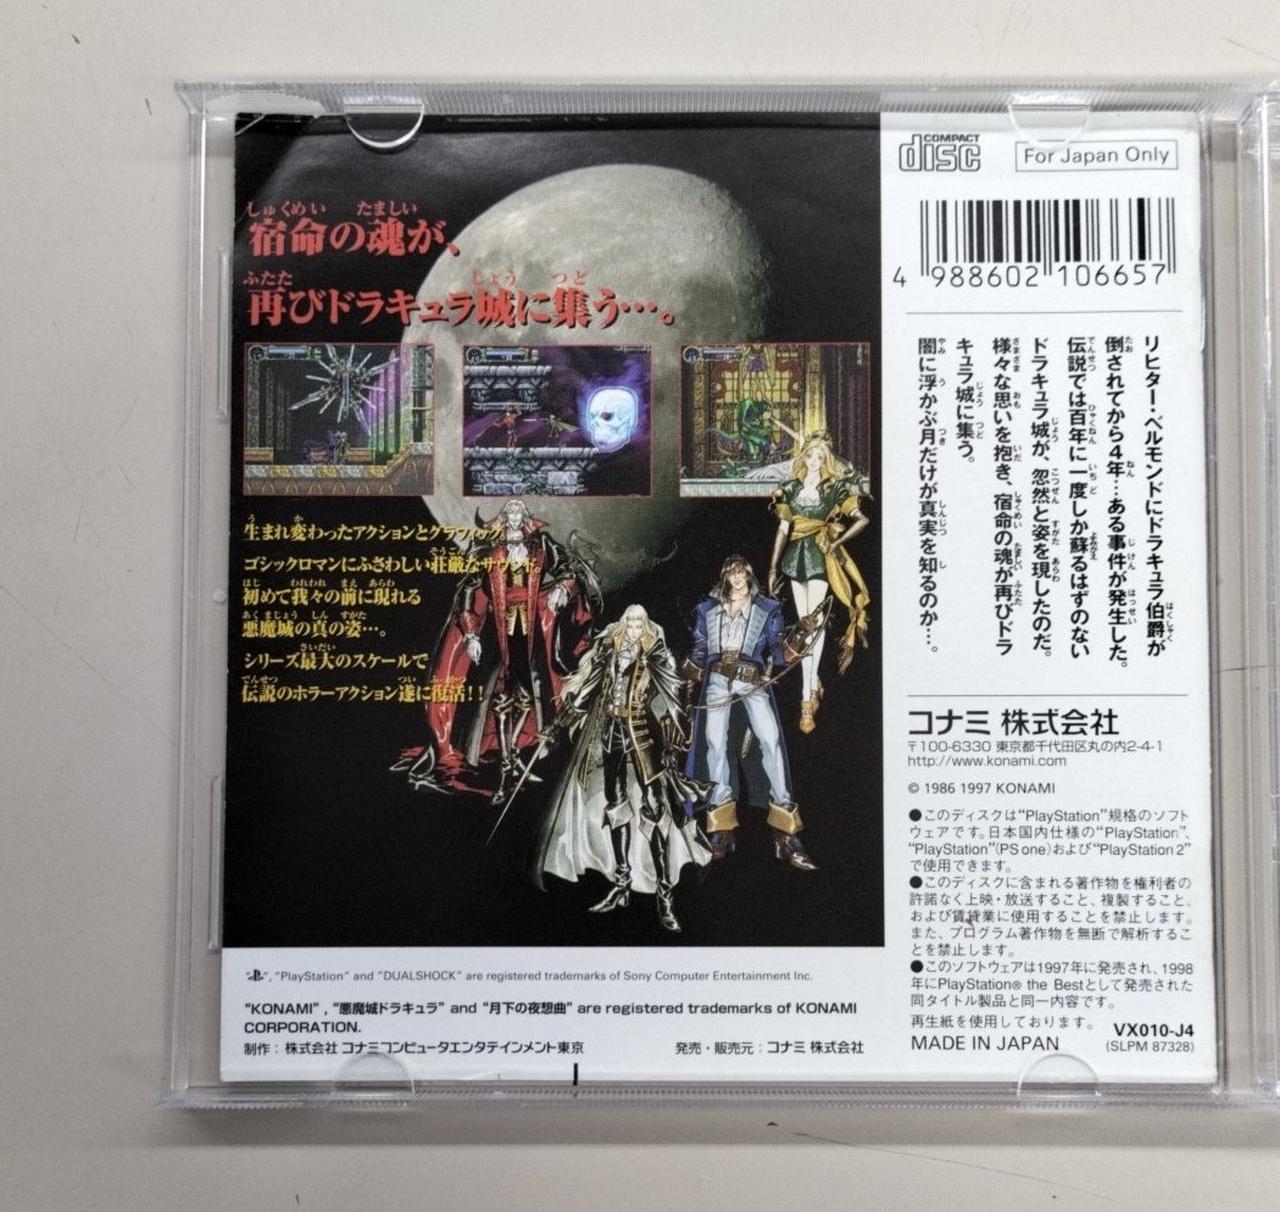 宿命の魂が、
再びドラキュラ城に集う…。
生まれ変わったアクションとグラフィック。
ゴシックロマンにふさわしい荘厳なサウンド。
初めて我々の前に現れる
悪魔城の真の姿…。
シリーズ最大のスケールで
伝説のホラーアクション遂に復活!!
COMPACT
disc
For Japan Only
4 988602 106657
リヒター・ベルモンドにドラキュラ伯爵が
倒されてから4年…ある事件が発生した。
伝説では百年に一度しか蘇るはずのない
ドラキュラ城が、忽然と姿を現したのだ。
様々な思いを抱き、宿命の魂が再びドラ
キュラ城に集う。
闇に浮かぶ月だけが真実を知るのか…。
コナミ 株式会社
〒100-6330 東京都千代田区丸の内2-4-1
http://www.konami.com
© 1986 1997 KONAMI
●このディスクは“PlayStation”規格のソフト
ウェアです。日本国内仕様の“PlayStation”、
“PlayStation”(PS one)および“PlayStation 2”
で使用できます。
●このディスクに含まれる著作物を権利者の
許諾なく上映・放送すること、複製すること、
および賃貸業に使用することを禁止します。
また、プログラム著作物を無断で解析するこ
とを禁止します。
●このソフトウェアは1997年に発売され、1998
年にPlayStation® the Bestとして発売された
同タイトル製品と同一内容です。
再生紙を使用しております。
VX010-J4
MADE IN JAPAN
(SLPM 87328)
“PS”, “PlayStation” and “DUALSHOCK” are registered trademarks of Sony Computer Entertainment Inc.
“KONAMI” , “悪魔城ドラキュラ” and “月下の夜想曲” are registered trademarks of KONAMI
CORPORATION.
制作：株式会社 コナミコンピュータエンタテインメント東京
発売・販売元：コナミ 株式会社